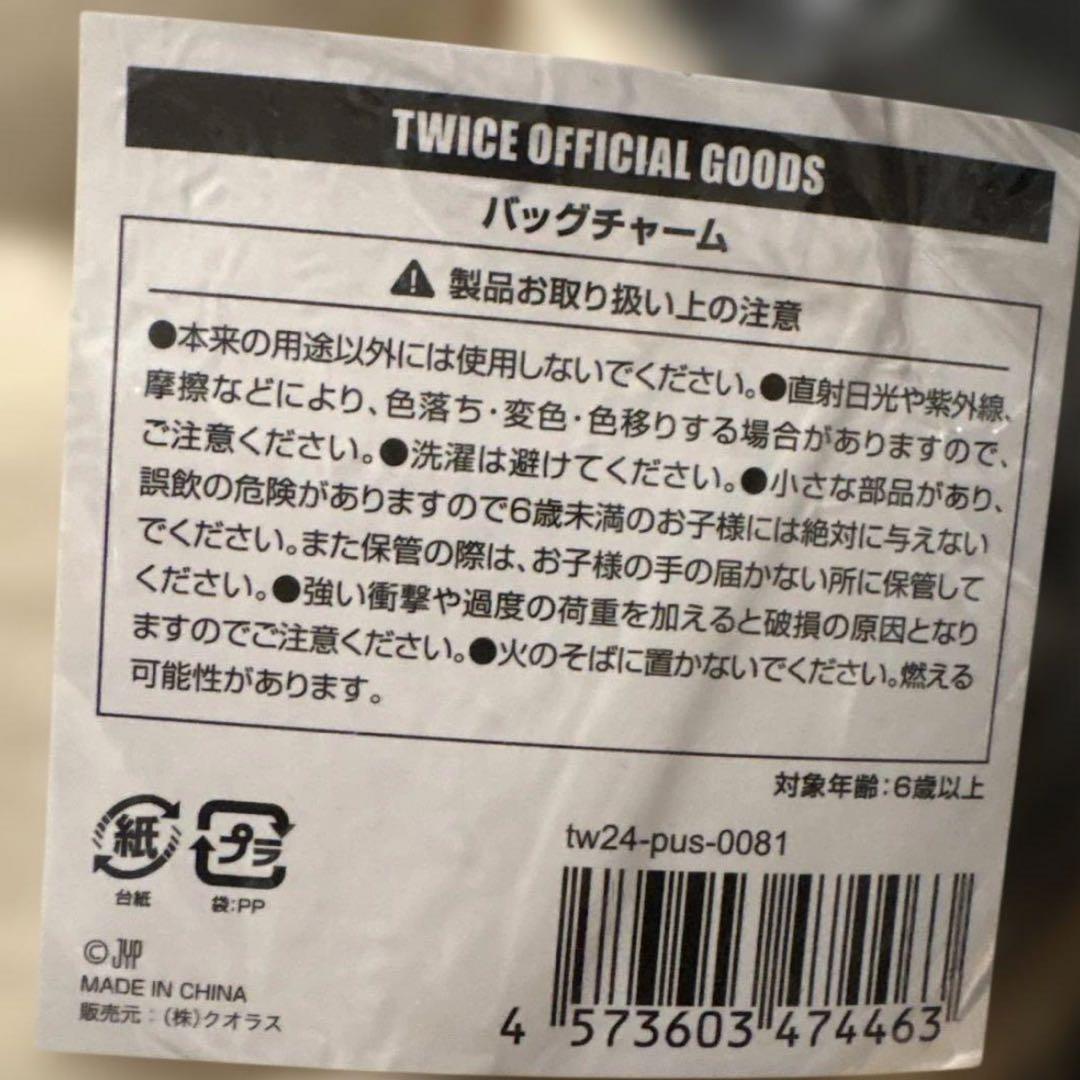 TWICE OFFICIAL GOODS
バッグチャーム
⚠ 製品お取り扱い上の注意
●本来の用途以外には使用しないでください。●直射日光や紫外線、
摩擦などにより、色落ち・変色・色移りする場合がありますので、
ご注意ください。●洗濯は避けてください。●小さな部品があり、
誤飲の危険がありますので6歳未満のお子様には絶対に与えない
でください。また保管の際は、お子様の手の届かない所に保管して
ください。●強い衝撃や過度の荷重を加えると破損の原因となり
ますのでご注意ください。●火のそばに置かないでください。燃える
可能性があります。
対象年齢：6歳以上
紙 プラ
台紙 袋：PP
tw24-pus-0081
©JYP
MADE IN CHINA
販売元：（株）クオラス
4 573603 474463